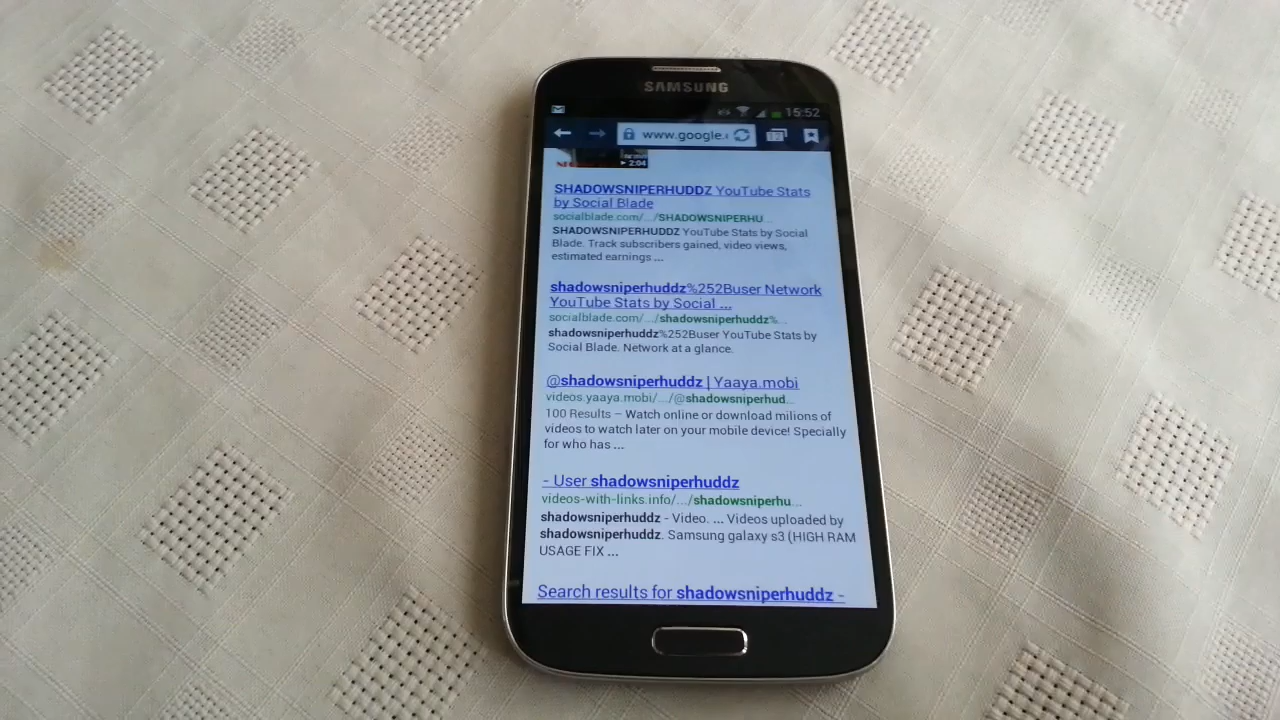 SAMSUNG
15:52
www.google.
2:04
SHADOWSNIPERHUDDZ YouTube Stats
by Social Blade
socialblade.com/.../SHADOWSNIPERHU...
SHADOWSNIPERHUDDZ YouTube Stats by Social
Blade. Track subscribers gained, video views,
estimated earnings ...
shadowsniperhuddz%252Buser Network
YouTube Stats by Social ...
socialblade.com/.../shadowsniperhuddz%...
shadowsniperhuddz%252Buser YouTube Stats by
Social Blade. Network at a glance.
@shadowsniperhuddz | Yaaya.mobi
videos.yaaya.mobi/.../@shadowsniperhud...
100 Results – Watch online or download milions of
videos to watch later on your mobile device! Specially
for who has ...
- User shadowsniperhuddz
videos-with-links.info/.../shadowsniperhu...
shadowsniperhuddz - Video. ... Videos uploaded by
shadowsniperhuddz. Samsung galaxy s3 (HIGH RAM
USAGE FIX ...
Search results for shadowsniperhuddz -